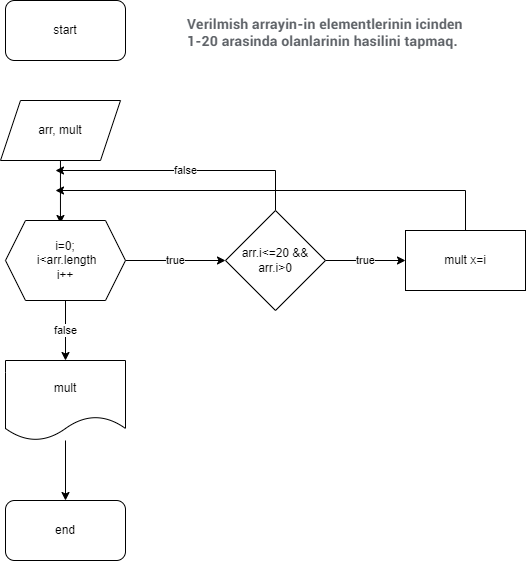 start
Verilmish arrayin-in elementlerinin icinden
1-20 arasinda olanlarinin hasilini tapmaq.
arr, mult
false
i=0;
i<arr.length
i++
true
arr.i<=20 &&
arr.i>0
true
mult x=i
false
mult
end